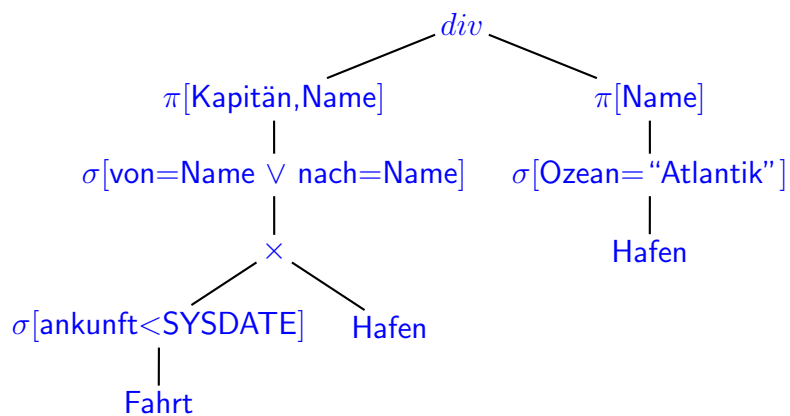 div
π[Kapitän,Name] π[Name]
σ[von=Name ∨ nach=Name] σ[Ozean=“Atlantik”]
× Hafen
σ[ankunft<SYSDATE] Hafen
Fahrt